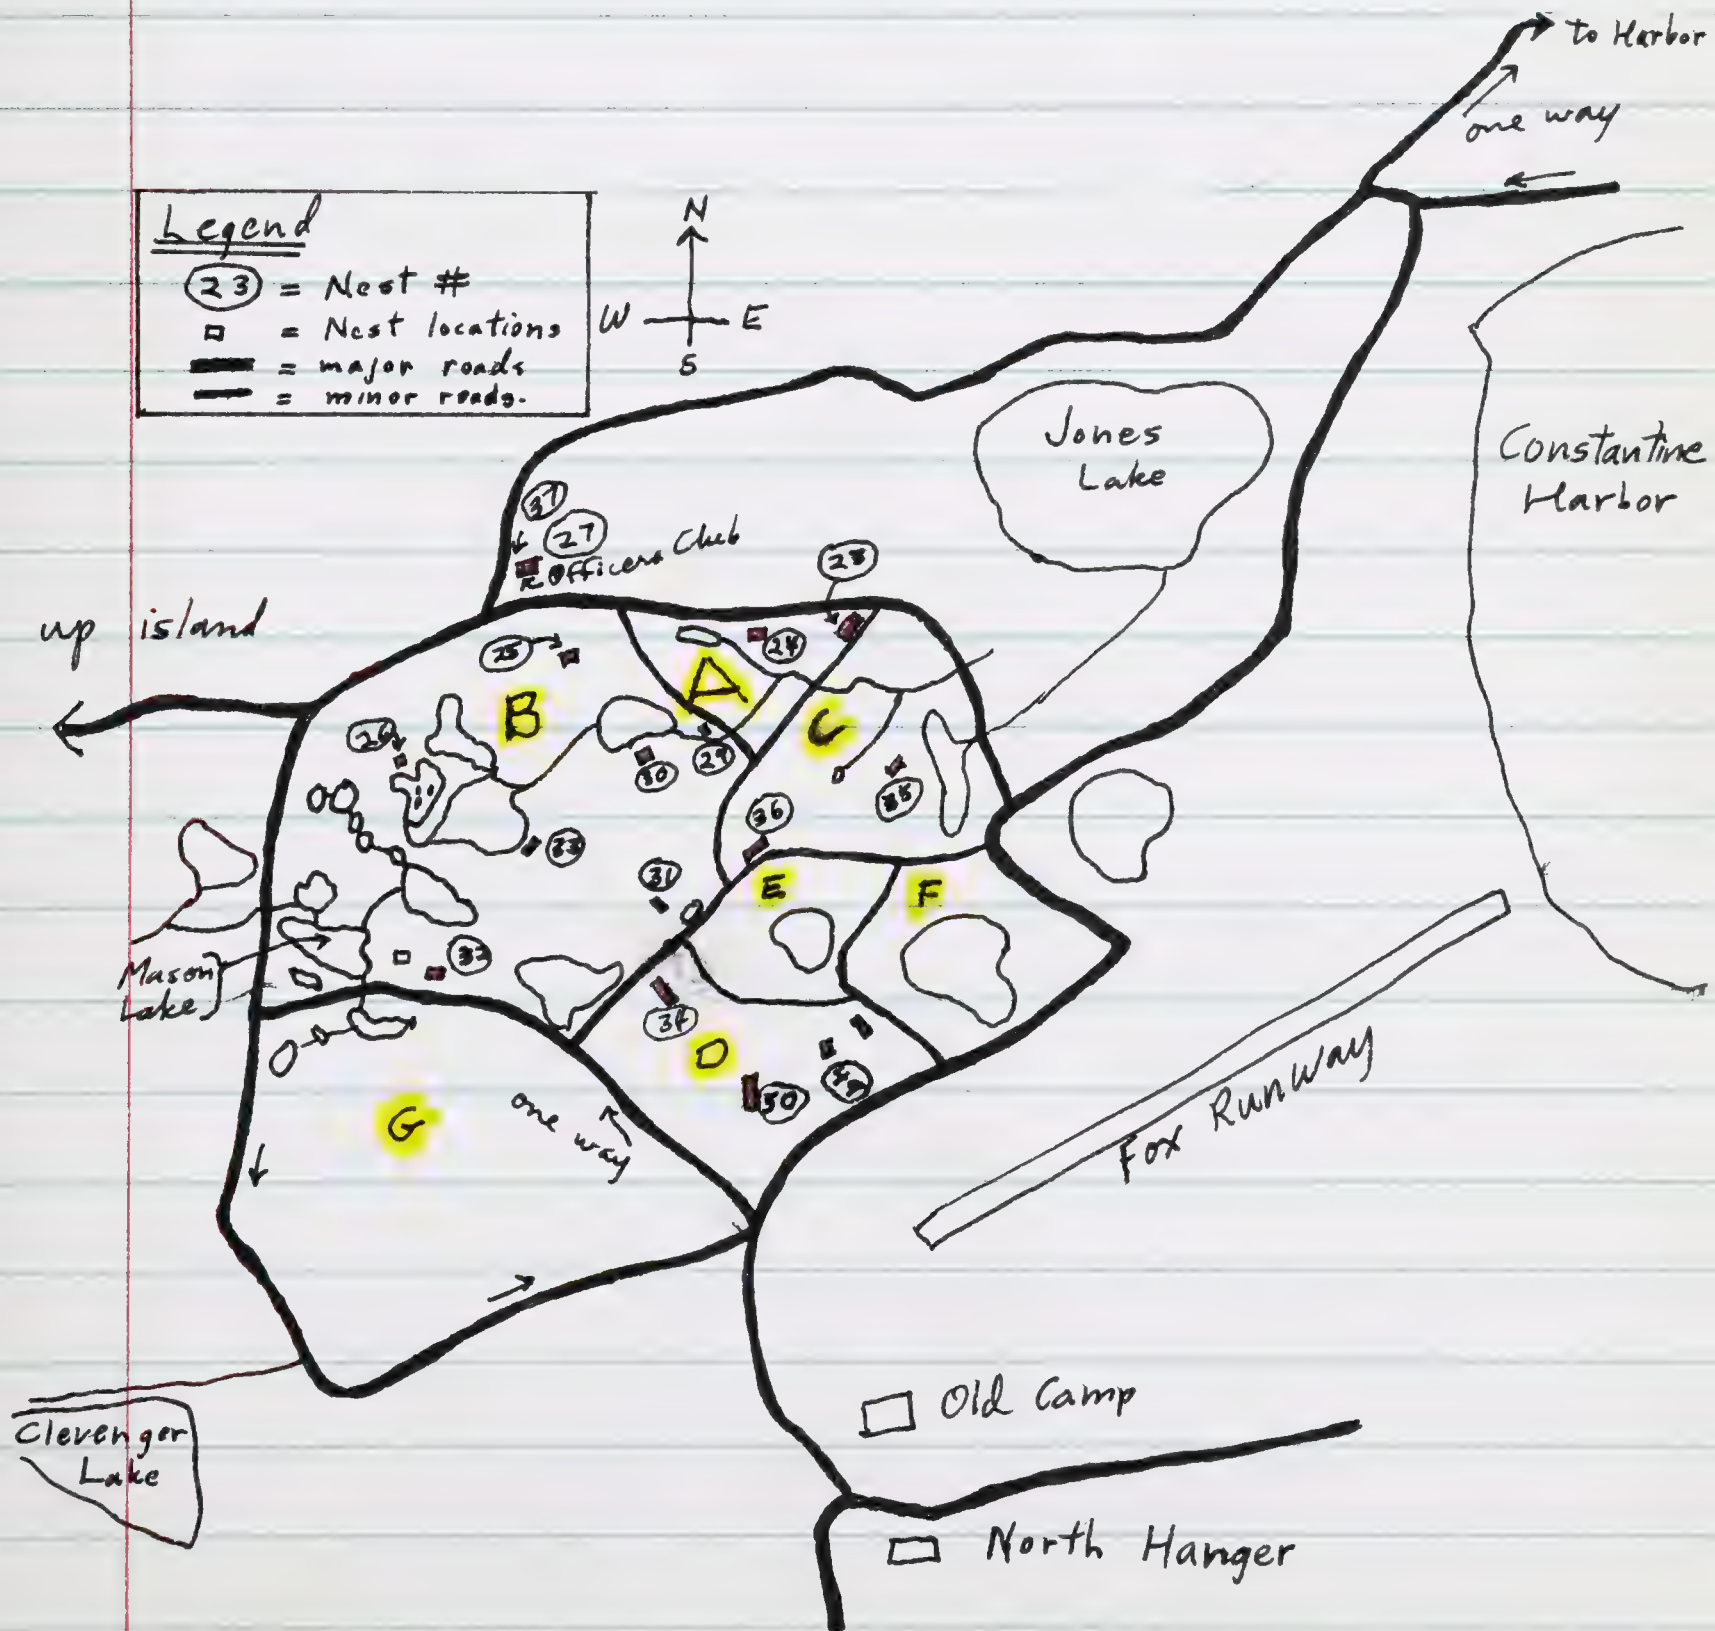 to Harbor
one way
Legend
23 = Nest #
= Nest locations
= major roads
= minor roads.
N
W E
S
Jones
Lake
Constantine
Harbor
37
27
Officers Club
28
up island
25
24
A
B
C
26
30
29
35
36
33
31
E
F
32
Mason
Lake
34
D
49
50
G
one way
Fox Runway
Old Camp
Clevenger
Lake
North Hanger